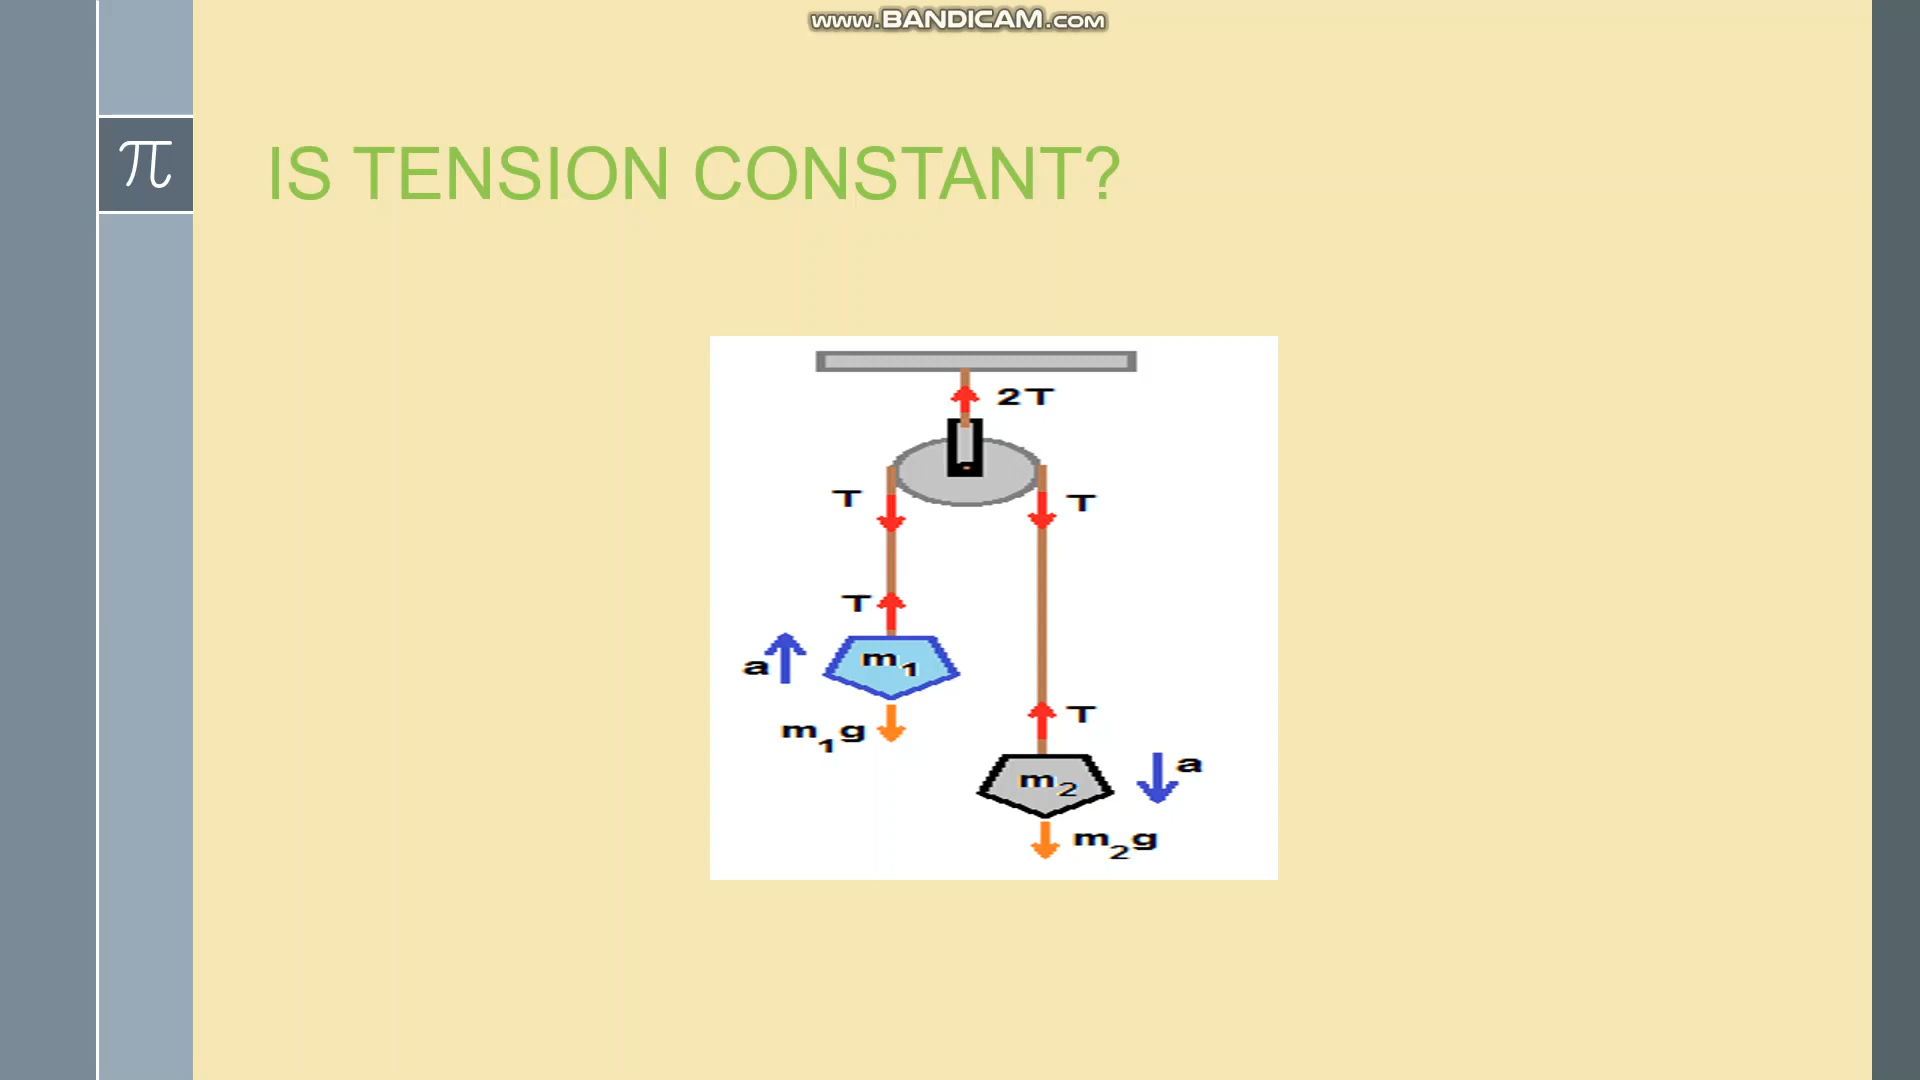 www.BANDICAM.com
π
IS TENSION CONSTANT?
2T
T
T
T
a
m1
m1g
T
m2
a
m2g